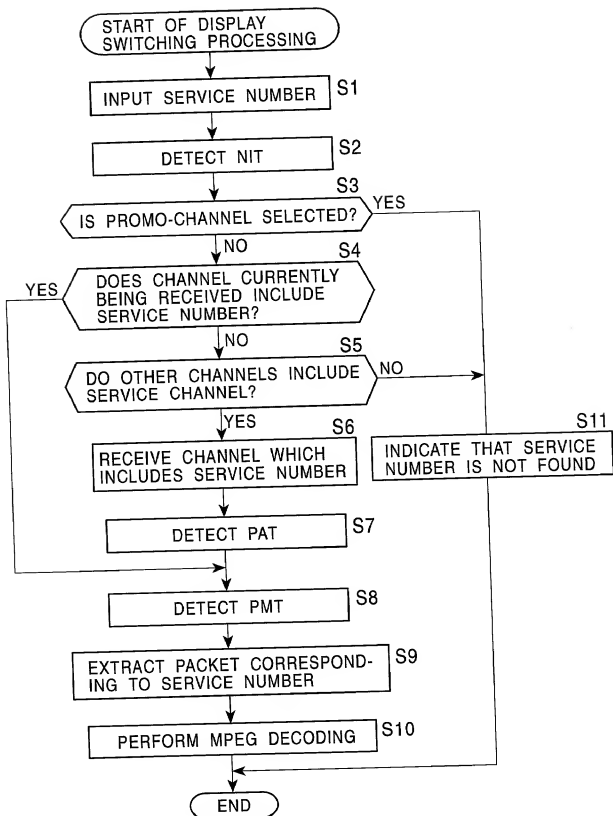 START OF DISPLAY
SWITCHING PROCESSING
INPUT SERVICE NUMBER
S1
DETECT NIT
S2
S3
IS PROMO-CHANNEL SELECTED?
YES
NO
S4
YES
DOES CHANNEL CURRENTLY
BEING RECEIVED INCLUDE
SERVICE NUMBER?
NO
S5
DO OTHER CHANNELS INCLUDE
SERVICE CHANNEL?
NO
YES
S6
S11
RECEIVE CHANNEL WHICH
INCLUDES SERVICE NUMBER
INDICATE THAT SERVICE
NUMBER IS NOT FOUND
DETECT PAT
S7
DETECT PMT
S8
EXTRACT PACKET CORRESPOND-
ING TO SERVICE NUMBER
S9
PERFORM MPEG DECODING
S10
END